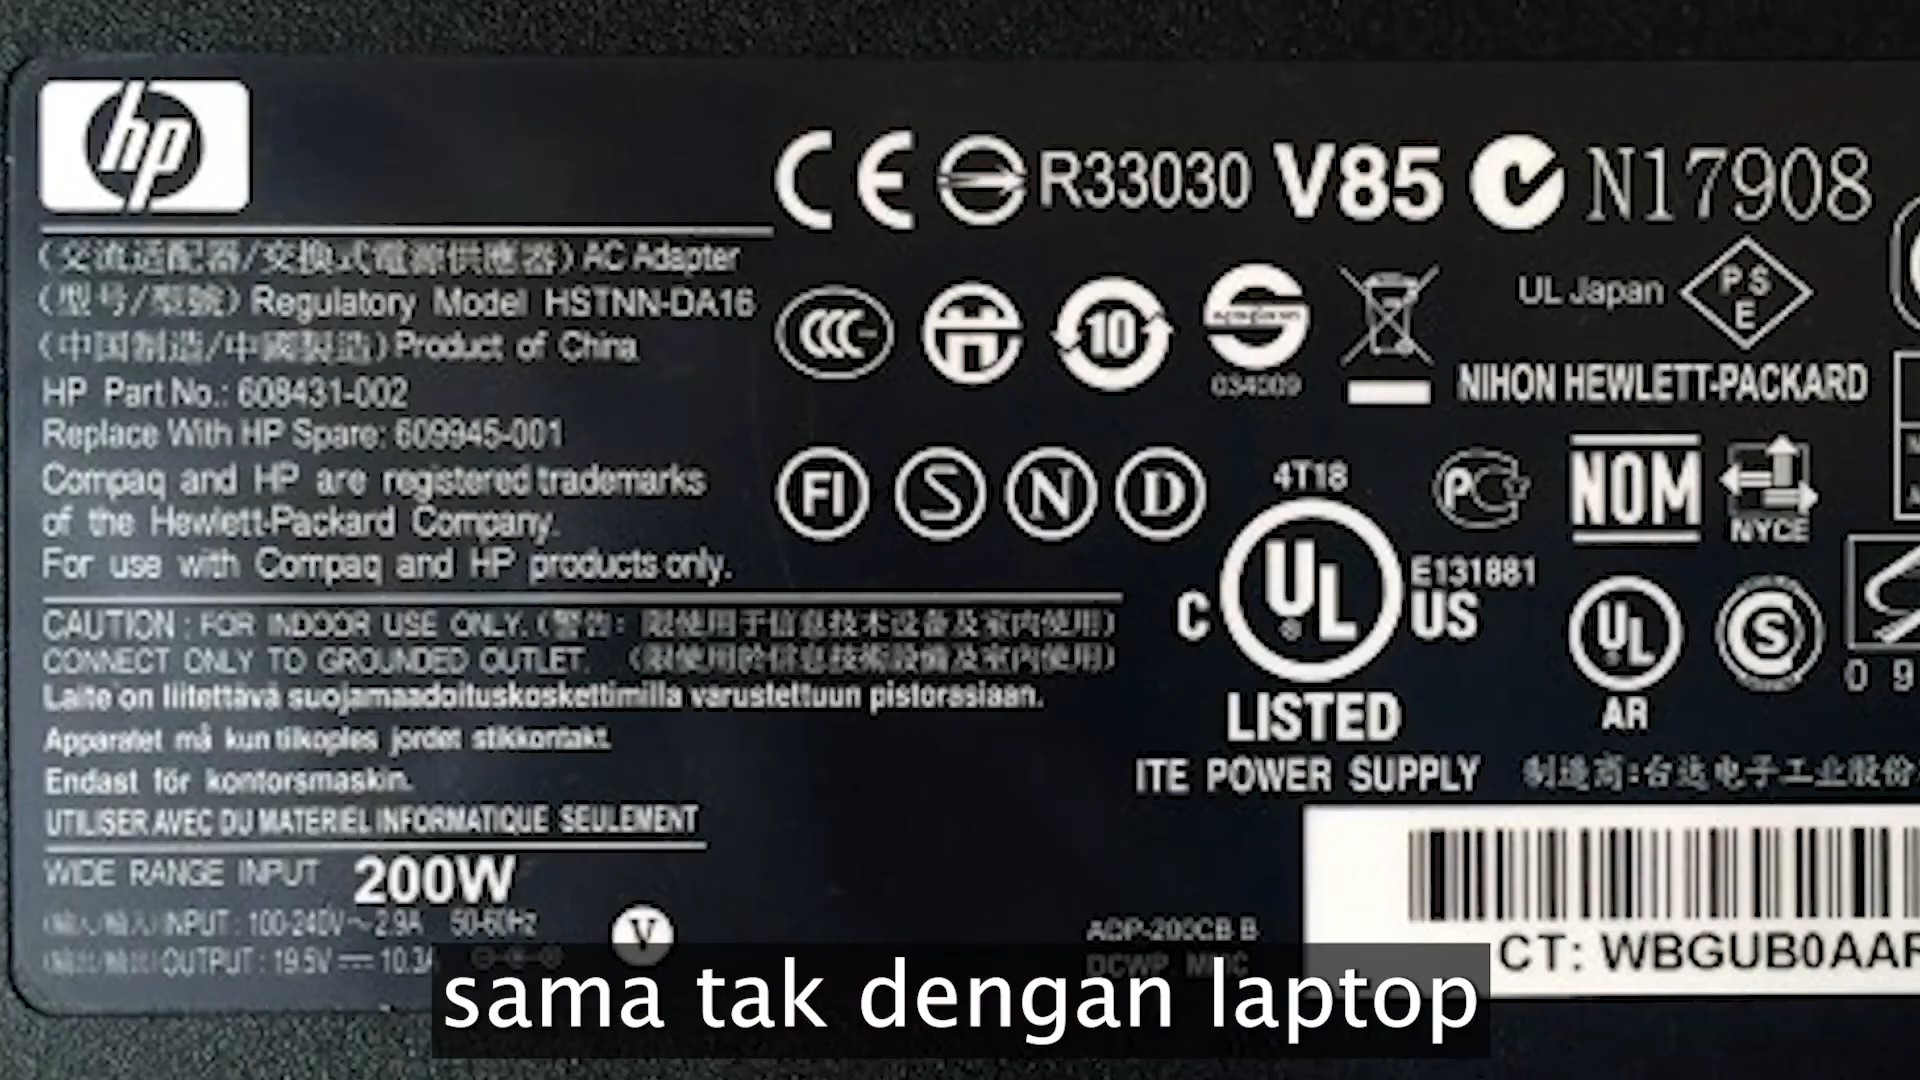 hp
(交流适配器/交換式電源供應器) AC Adapter
(型号/型號) Regulatory Model HSTNN-DA16
(中国制造/中國製造) Product of China
HP Part No.: 608431-002
Replace With HP Spare: 609945-001
Compaq and HP are registered trademarks
of the Hewlett-Packard Company.
For use with Compaq and HP products only.
CAUTION : FOR INDOOR USE ONLY. (警告: 限使用于信息技术设备及室内使用)
CONNECT ONLY TO GROUNDED OUTLET. (限使用於信息技術設備及室內使用)
Laite on liitettävä suojamaadoituskoskettimilla varustettuun pistorasiaan.
Apparatet må kun tilkoples jordet stikkontakt.
Endast för kontorsmaskin.
UTILISER AVEC DU MATERIEL INFORMATIQUE SEULEMENT
WIDE RANGE INPUT 200W
(输入/輸入) INPUT : 100-240V~ 2.9A 50-60Hz
(输出/輸出) OUTPUT : 19.5V 10.3A
V
CE R33030 V85 N17908
CCC 10 S
034009
UL Japan PSE
NIHON HEWLETT-PACKARD
FI S N D
4T18
PC NOM NYCE
C UL US E131881
LISTED
ITE POWER SUPPLY
UL AR
S
0 9
制造商:台达电子工业股份
ADP-200CB B
CT: WBGUB0AAR
sama tak dengan laptop